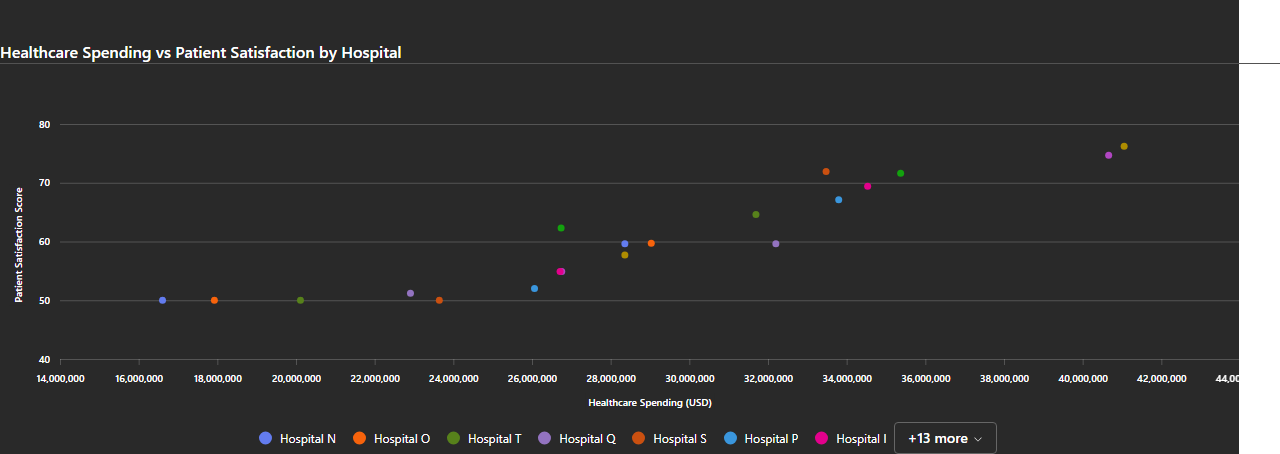 Healthcare Spending vs Patient Satisfaction by Hospital
80
70
60
50
40
Patient Satisfaction Score
14,000,000 16,000,000 18,000,000 20,000,000 22,000,000 24,000,000 26,000,000 28,000,000 30,000,000 32,000,000 34,000,000 36,000,000 38,000,000 40,000,000 42,000,000 44,00
Healthcare Spending (USD)
Hospital N Hospital O Hospital T Hospital Q Hospital S Hospital P Hospital I +13 more